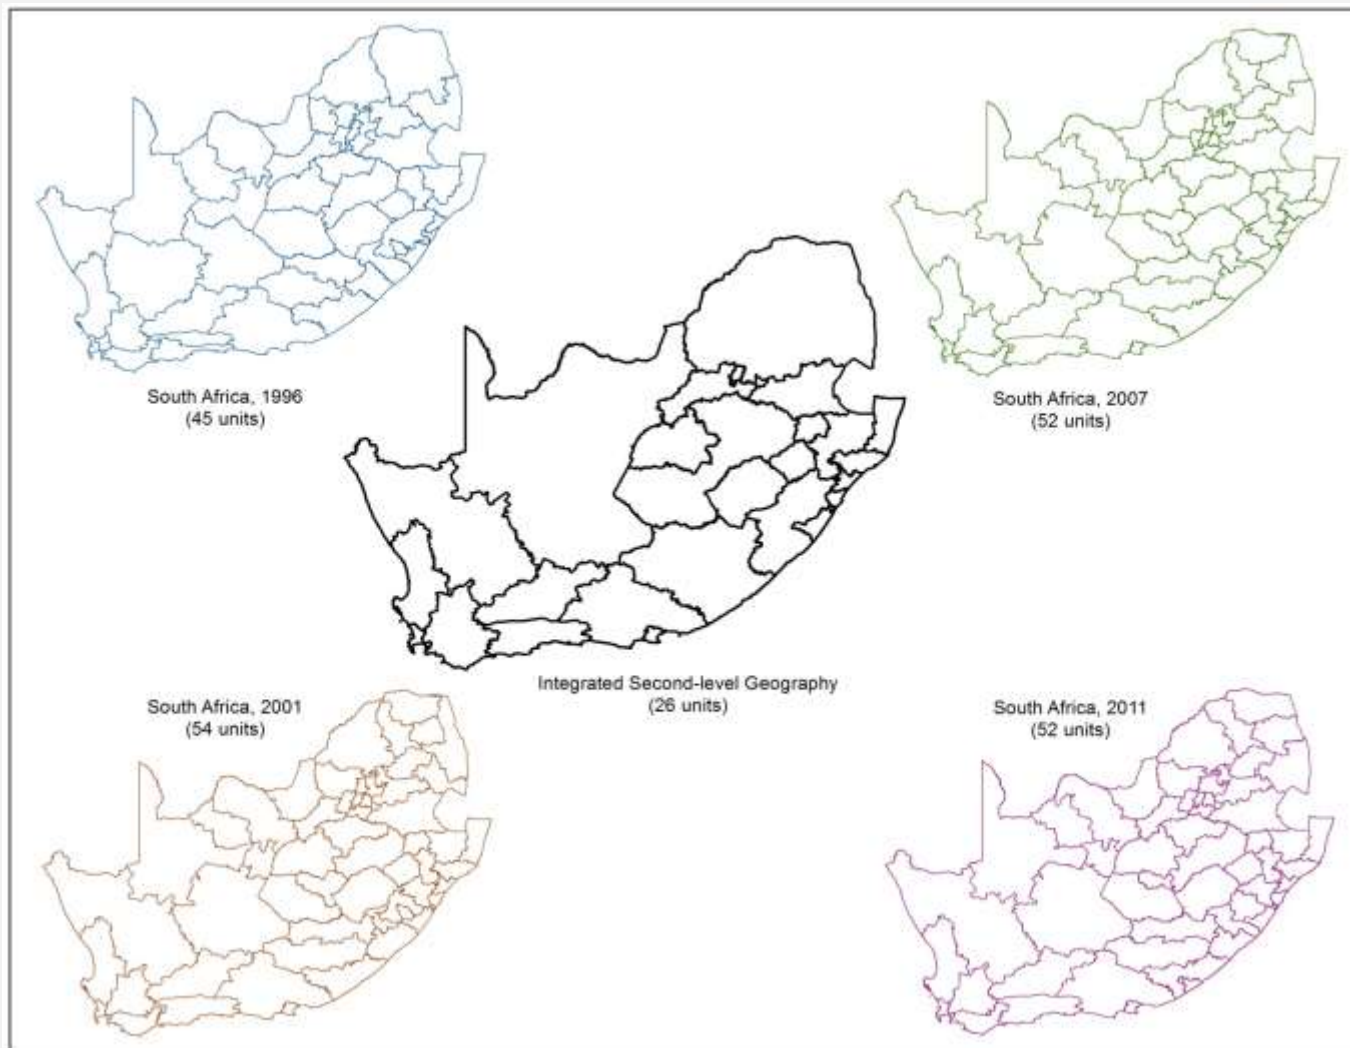 South Africa, 1996
(45 units)
South Africa, 2007
(52 units)
Integrated Second-level Geography
(26 units)
South Africa, 2001
(54 units)
South Africa, 2011
(52 units)